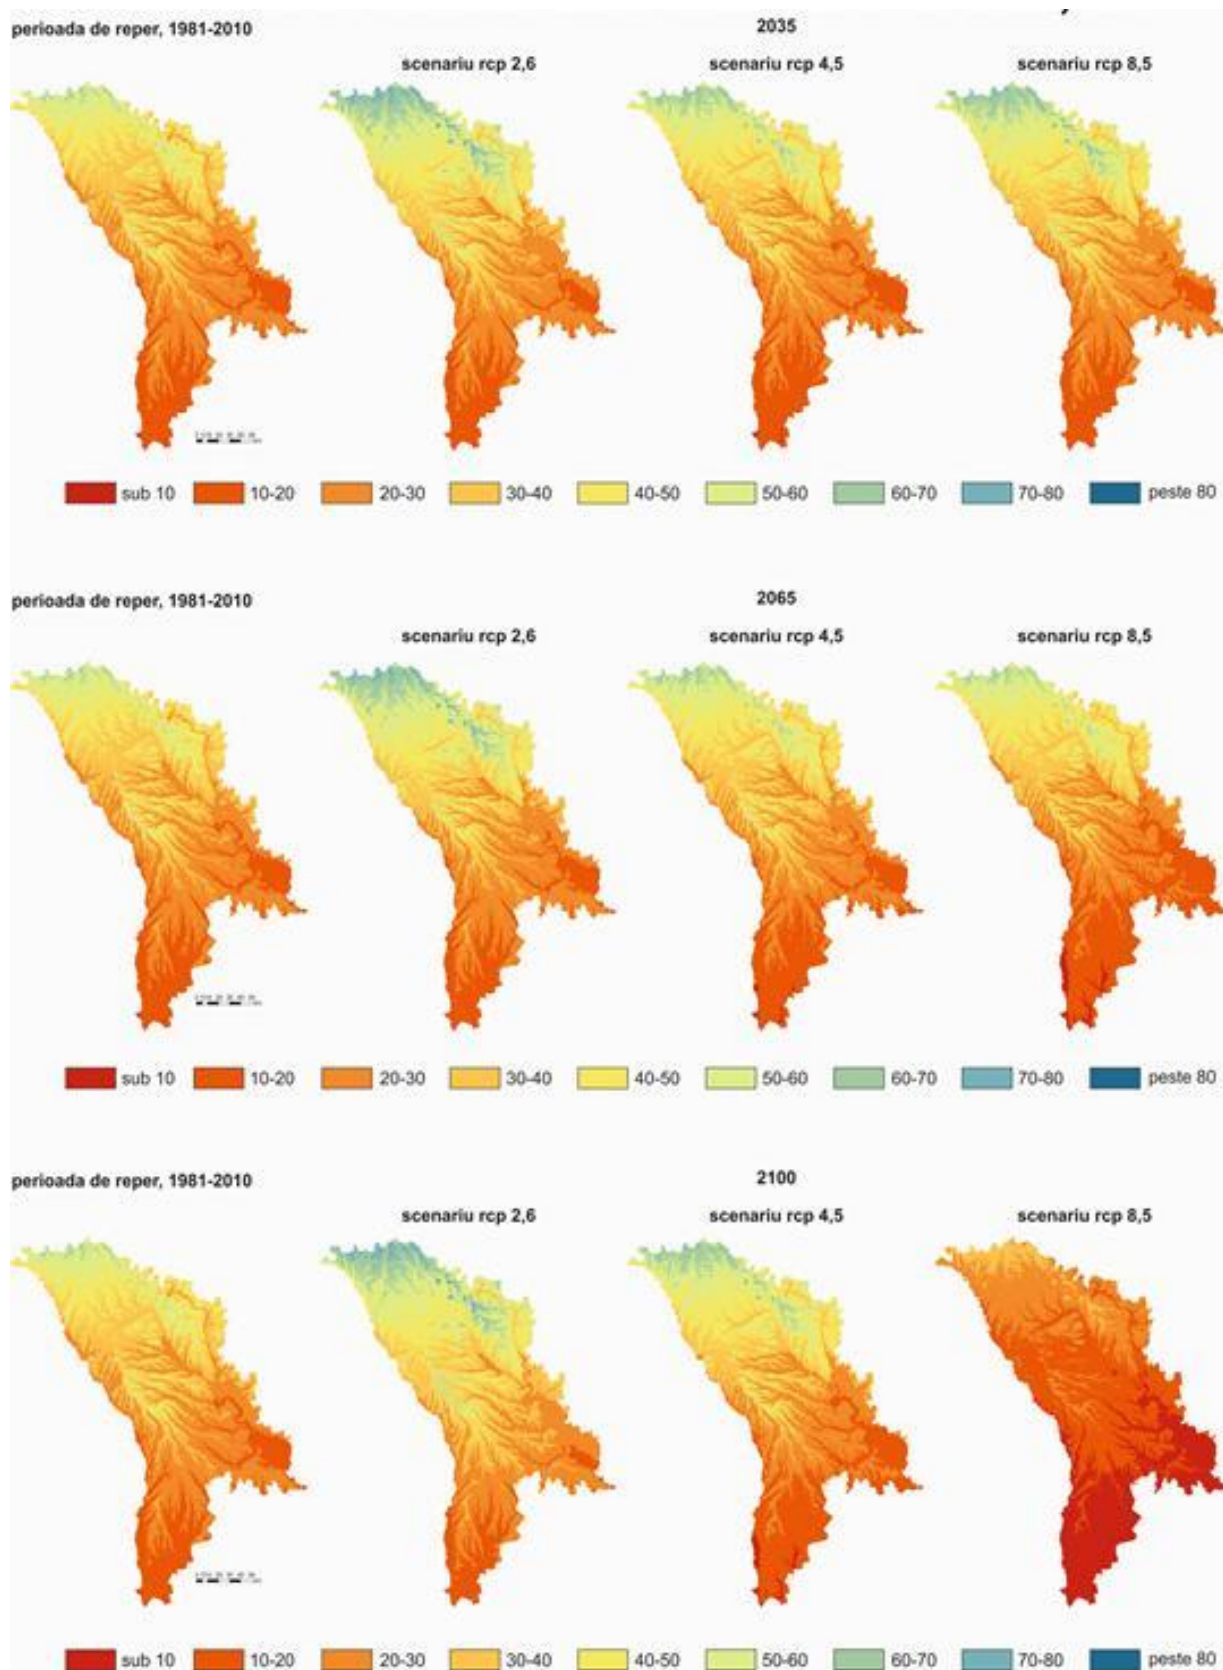 perioada de reper, 1981-2010
2035
scenariu rcp 2,6
scenariu rcp 4,5
scenariu rcp 8,5
sub 10 10-20 20-30 30-40 40-50 50-60 60-70 70-80 peste 80
perioada de reper, 1981-2010
2065
scenariu rcp 2,6
scenariu rcp 4,5
scenariu rcp 8,5
sub 10 10-20 20-30 30-40 40-50 50-60 60-70 70-80 peste 80
perioada de reper, 1981-2010
2100
scenariu rcp 2,6
scenariu rcp 4,5
scenariu rcp 8,5
sub 10 10-20 20-30 30-40 40-50 50-60 60-70 70-80 peste 80